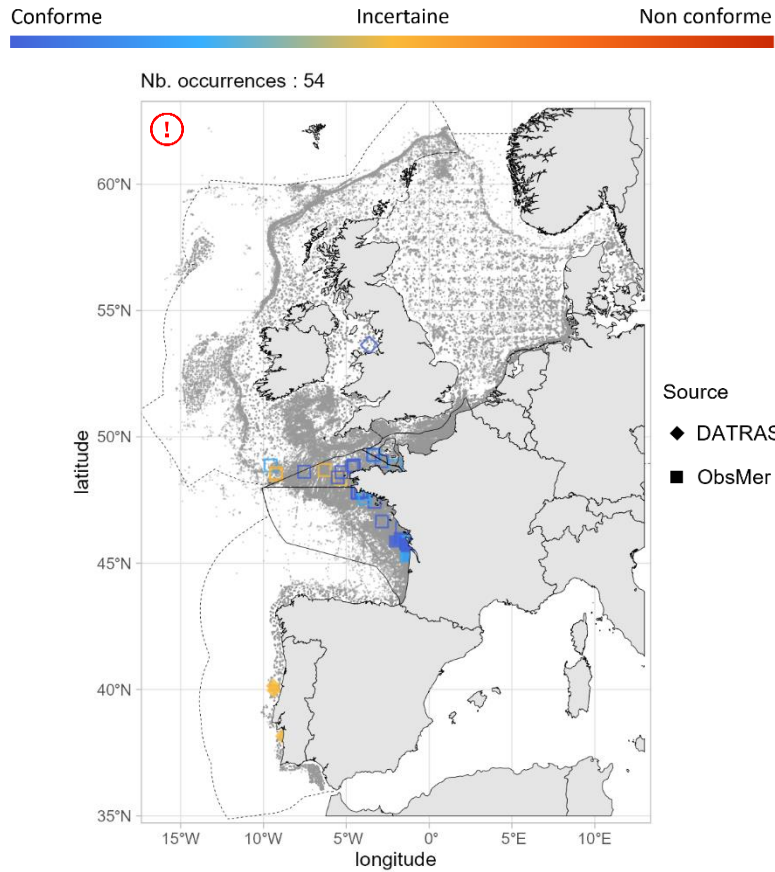 Conforme Incertaine Non conforme
Nb. occurrences : 54
!
60°N
55°N
50°N
45°N
40°N
35°N
latitude
15°W 10°W 5°W 0° 5°E 10°E
longitude
Source
DATRAS
ObsMer